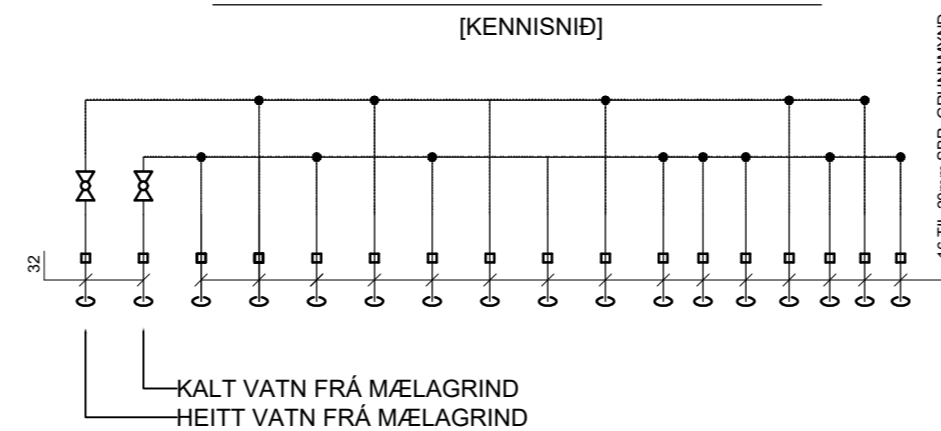 [KENNISNIÐ]
32
KALT VATN FRÁ MÆLAGRIND
HEITT VATN FRÁ MÆLAGRIND